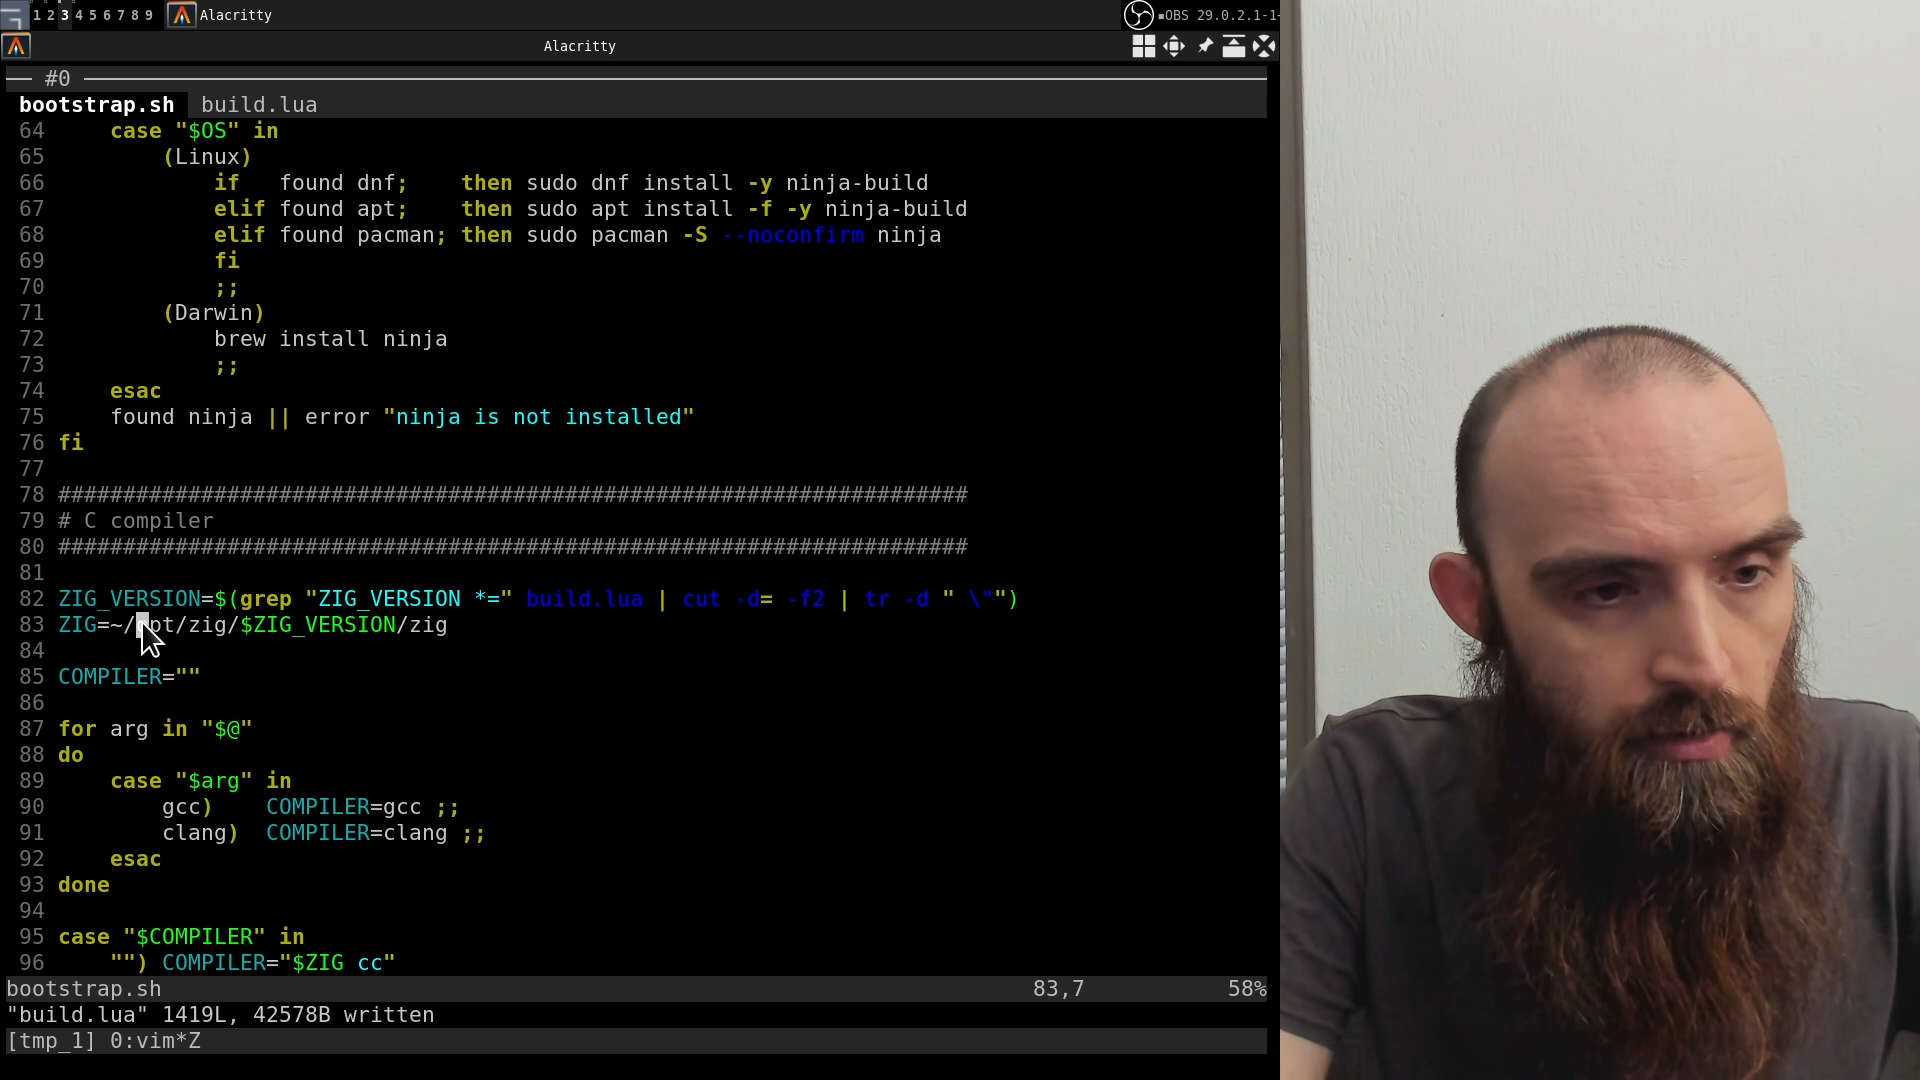 1 2 3 4 5 6 7 8 9 Alacritty ▪OBS 29.0.2.1-1-
Alacritty
── #0 ──
bootstrap.sh build.lua
64     case "$OS" in
65         (Linux)
66             if   found dnf;    then sudo dnf install -y ninja-build
67             elif found apt;    then sudo apt install -f -y ninja-build
68             elif found pacman; then sudo pacman -S --noconfirm ninja
69             fi
70             ;;
71         (Darwin)
72             brew install ninja
73             ;;
74     esac
75     found ninja || error "ninja is not installed"
76 fi
77
78 ######################################################################
79 # C compiler
80 ######################################################################
81
82 ZIG_VERSION=$(grep "ZIG_VERSION *=" build.lua | cut -d= -f2 | tr -d " \"")
83 ZIG=~/opt/zig/$ZIG_VERSION/zig
84
85 COMPILER=""
86
87 for arg in "$@"
88 do
89     case "$arg" in
90         gcc)    COMPILER=gcc ;;
91         clang)  COMPILER=clang ;;
92     esac
93 done
94
95 case "$COMPILER" in
96     "") COMPILER="$ZIG cc"
bootstrap.sh 83,7 58%
"build.lua" 1419L, 42578B written
[tmp_1] 0:vim*Z